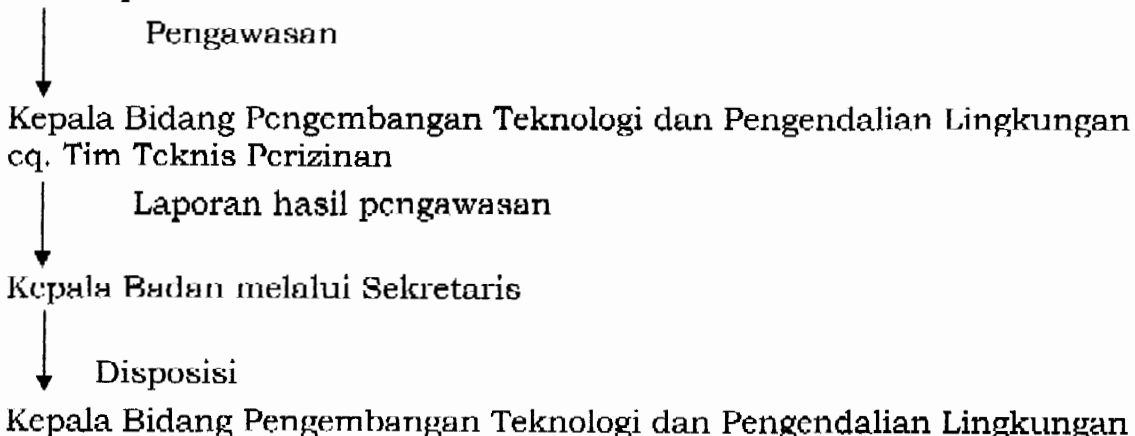 Pengawasan
Kepala Bidang Pengembangan Teknologi dan Pengendalian Lingkungan
cq. Tim Teknis Perizinan
Laporan hasil pengawasan
Kepala Badan melalui Sekretaris
Disposisi
Kepala Bidang Pengembangan Teknologi dan Pengendalian Lingkungan